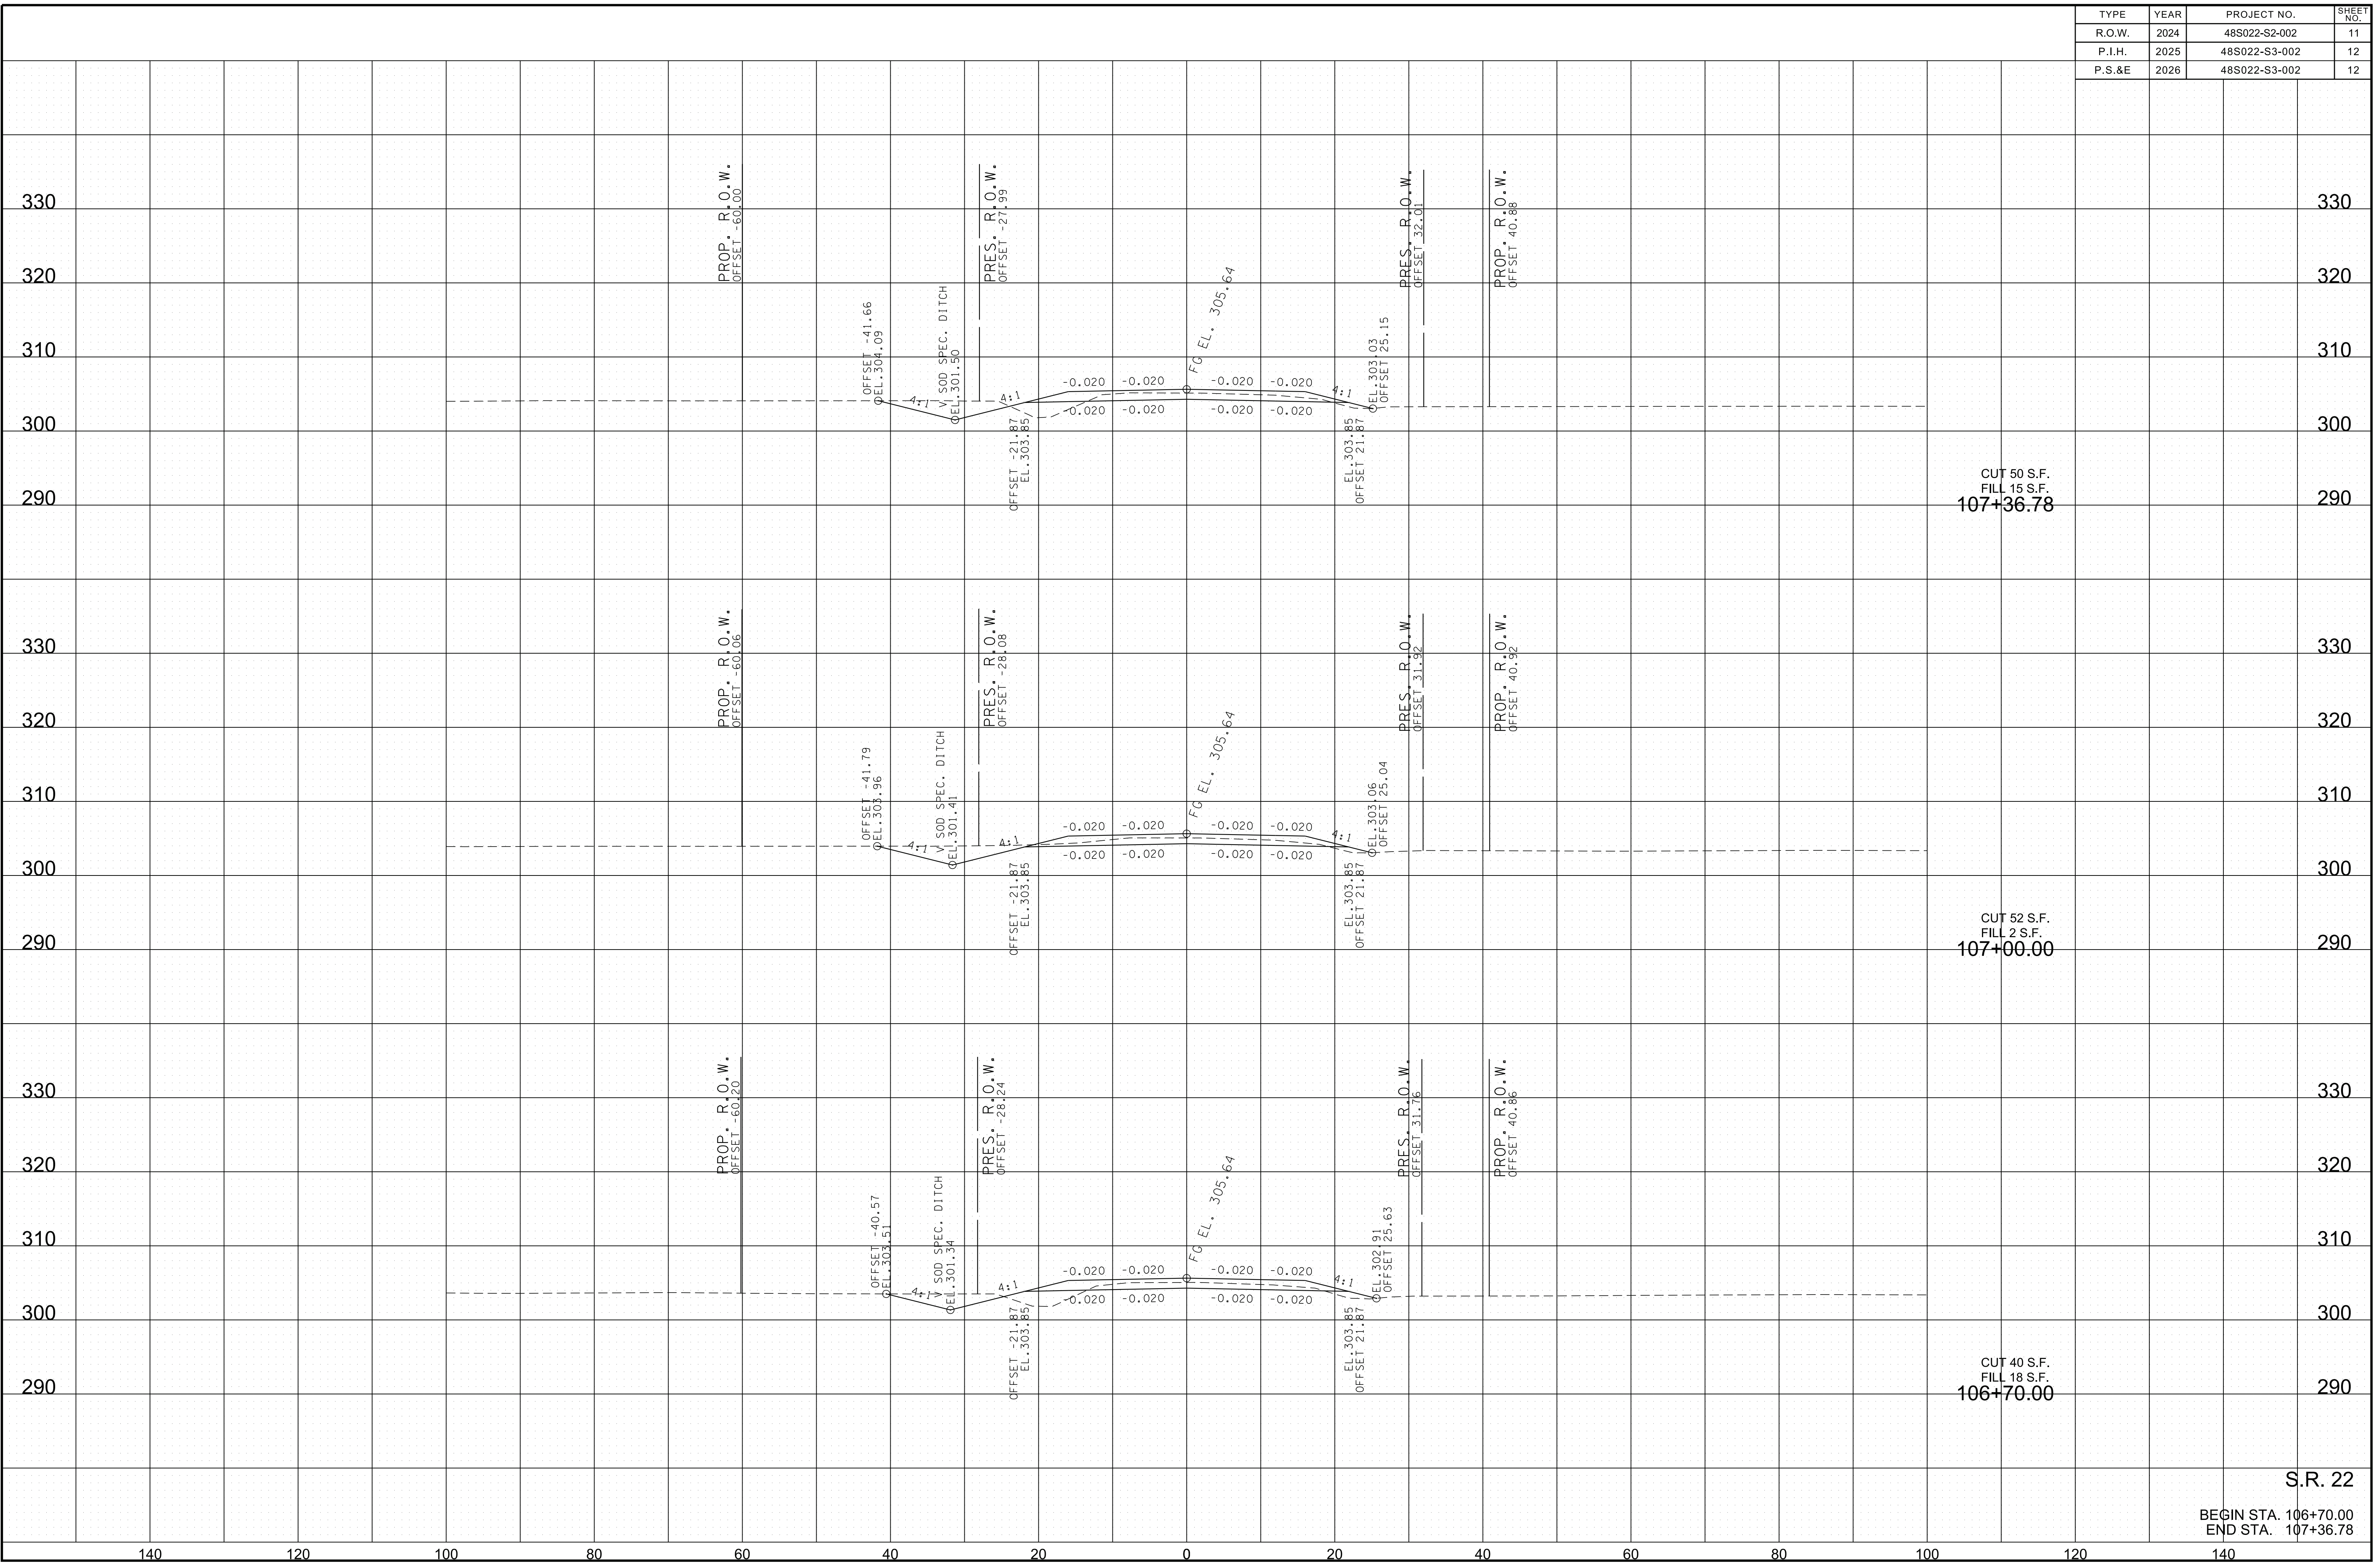 TYPE YEAR PROJECT NO. SHEET NO.
R.O.W. 2024 48S022-S2-002 11
P.I.H. 2025 48S022-S3-002 12
P.S.&E 2026 48S022-S3-002 12
330 330
320 320
310 310
300 300
290 290
PROP. R.O.W.
OFFSET -60.00
PRES. R.O.W.
OFFSET -27.99
PRES. R.O.W.
OFFSET 32.01
PROP. R.O.W.
OFFSET 40.88
OFFSET -41.66
EL.304.09
V SOD SPEC. DITCH
EL.301.50
FG EL. 305.64
EL.303.03
OFFSET 25.15
4:1 4:1 -0.020 -0.020 -0.020 -0.020 4:1
-0.020 -0.020 -0.020 -0.020
OFFSET -21.87
EL.303.85
EL.303.85
OFFSET 21.87
CUT 50 S.F.
FILL 15 S.F.
107+36.78
330 330
320 320
310 310
300 300
290 290
PROP. R.O.W.
OFFSET -60.06
PRES. R.O.W.
OFFSET -28.08
PRES. R.O.W.
OFFSET 31.92
PROP. R.O.W.
OFFSET 40.92
OFFSET -41.79
EL.303.96
V SOD SPEC. DITCH
EL.301.41
FG EL. 305.64
EL.303.06
OFFSET 25.04
4:1 4:1 -0.020 -0.020 -0.020 -0.020 4:1
-0.020 -0.020 -0.020 -0.020
OFFSET -21.87
EL.303.85
EL.303.85
OFFSET 21.87
CUT 52 S.F.
FILL 2 S.F.
107+00.00
330 330
320 320
310 310
300 300
290 290
PROP. R.O.W.
OFFSET -60.20
PRES. R.O.W.
OFFSET -28.24
PRES. R.O.W.
OFFSET 31.76
PROP. R.O.W.
OFFSET 40.86
OFFSET -40.57
EL.303.51
V SOD SPEC. DITCH
EL.301.34
FG EL. 305.64
EL.302.91
OFFSET 25.63
4:1 4:1 -0.020 -0.020 -0.020 -0.020 4:1
-0.020 -0.020 -0.020 -0.020
OFFSET -21.87
EL.303.85
EL.303.85
OFFSET 21.87
CUT 40 S.F.
FILL 18 S.F.
106+70.00
S.R. 22
BEGIN STA. 106+70.00
END STA. 107+36.78
140 120 100 80 60 40 20 0 20 40 60 80 100 120 140